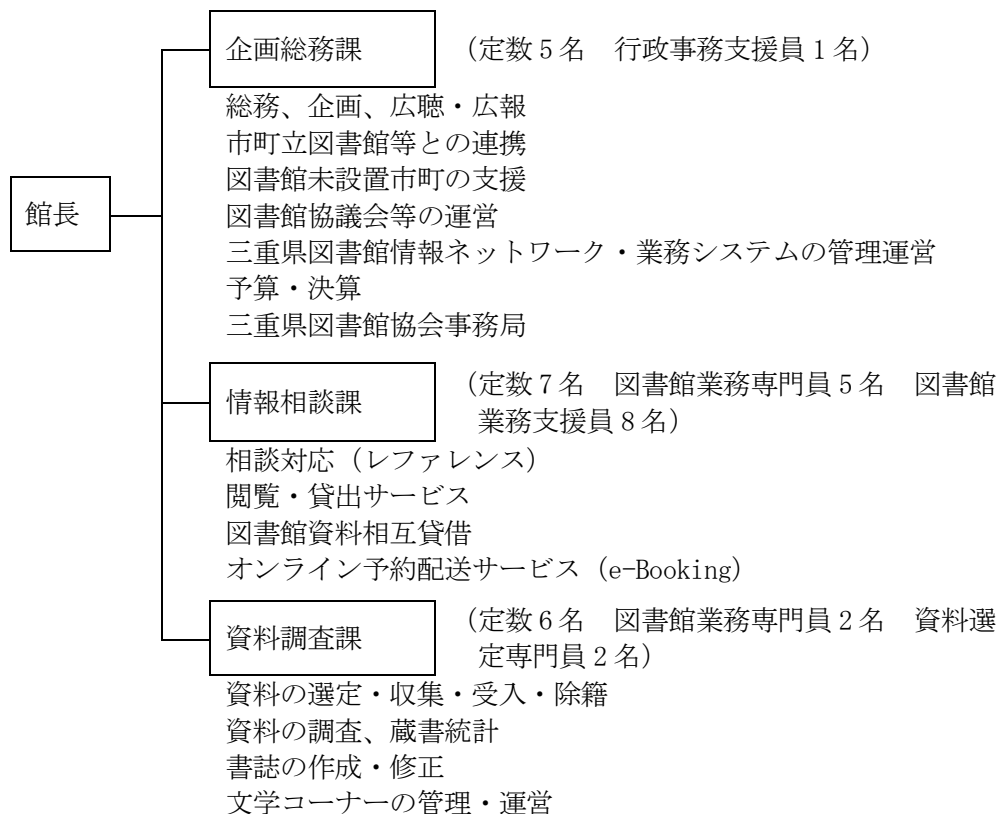 館長
企画総務課 (定数5名 行政事務支援員1名)
総務、企画、広聴・広報
市町立図書館等との連携
図書館未設置市町の支援
図書館協議会等の運営
三重県図書館情報ネットワーク・業務システムの管理運営
予算・決算
三重県図書館協会事務局
情報相談課 (定数7名 図書館業務専門員5名 図書館
業務支援員8名)
相談対応(レファレンス)
閲覧・貸出サービス
図書館資料相互貸借
オンライン予約配送サービス(e-Booking)
資料調査課 (定数6名 図書館業務専門員2名 資料選
定専門員2名)
資料の選定・収集・受入・除籍
資料の調査、蔵書統計
書誌の作成・修正
文学コーナーの管理・運営